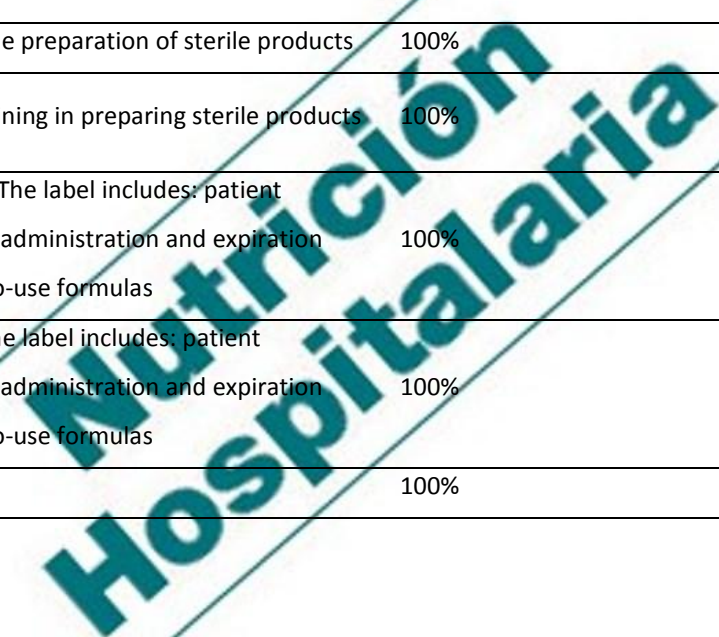 e preparation of sterile products 100%
ning in preparing sterile products 100%
The label includes: patient
administration and expiration 100%
-use formulas
e label includes: patient
administration and expiration 100%
-use formulas
100%
Nutrición
Hospitalaria